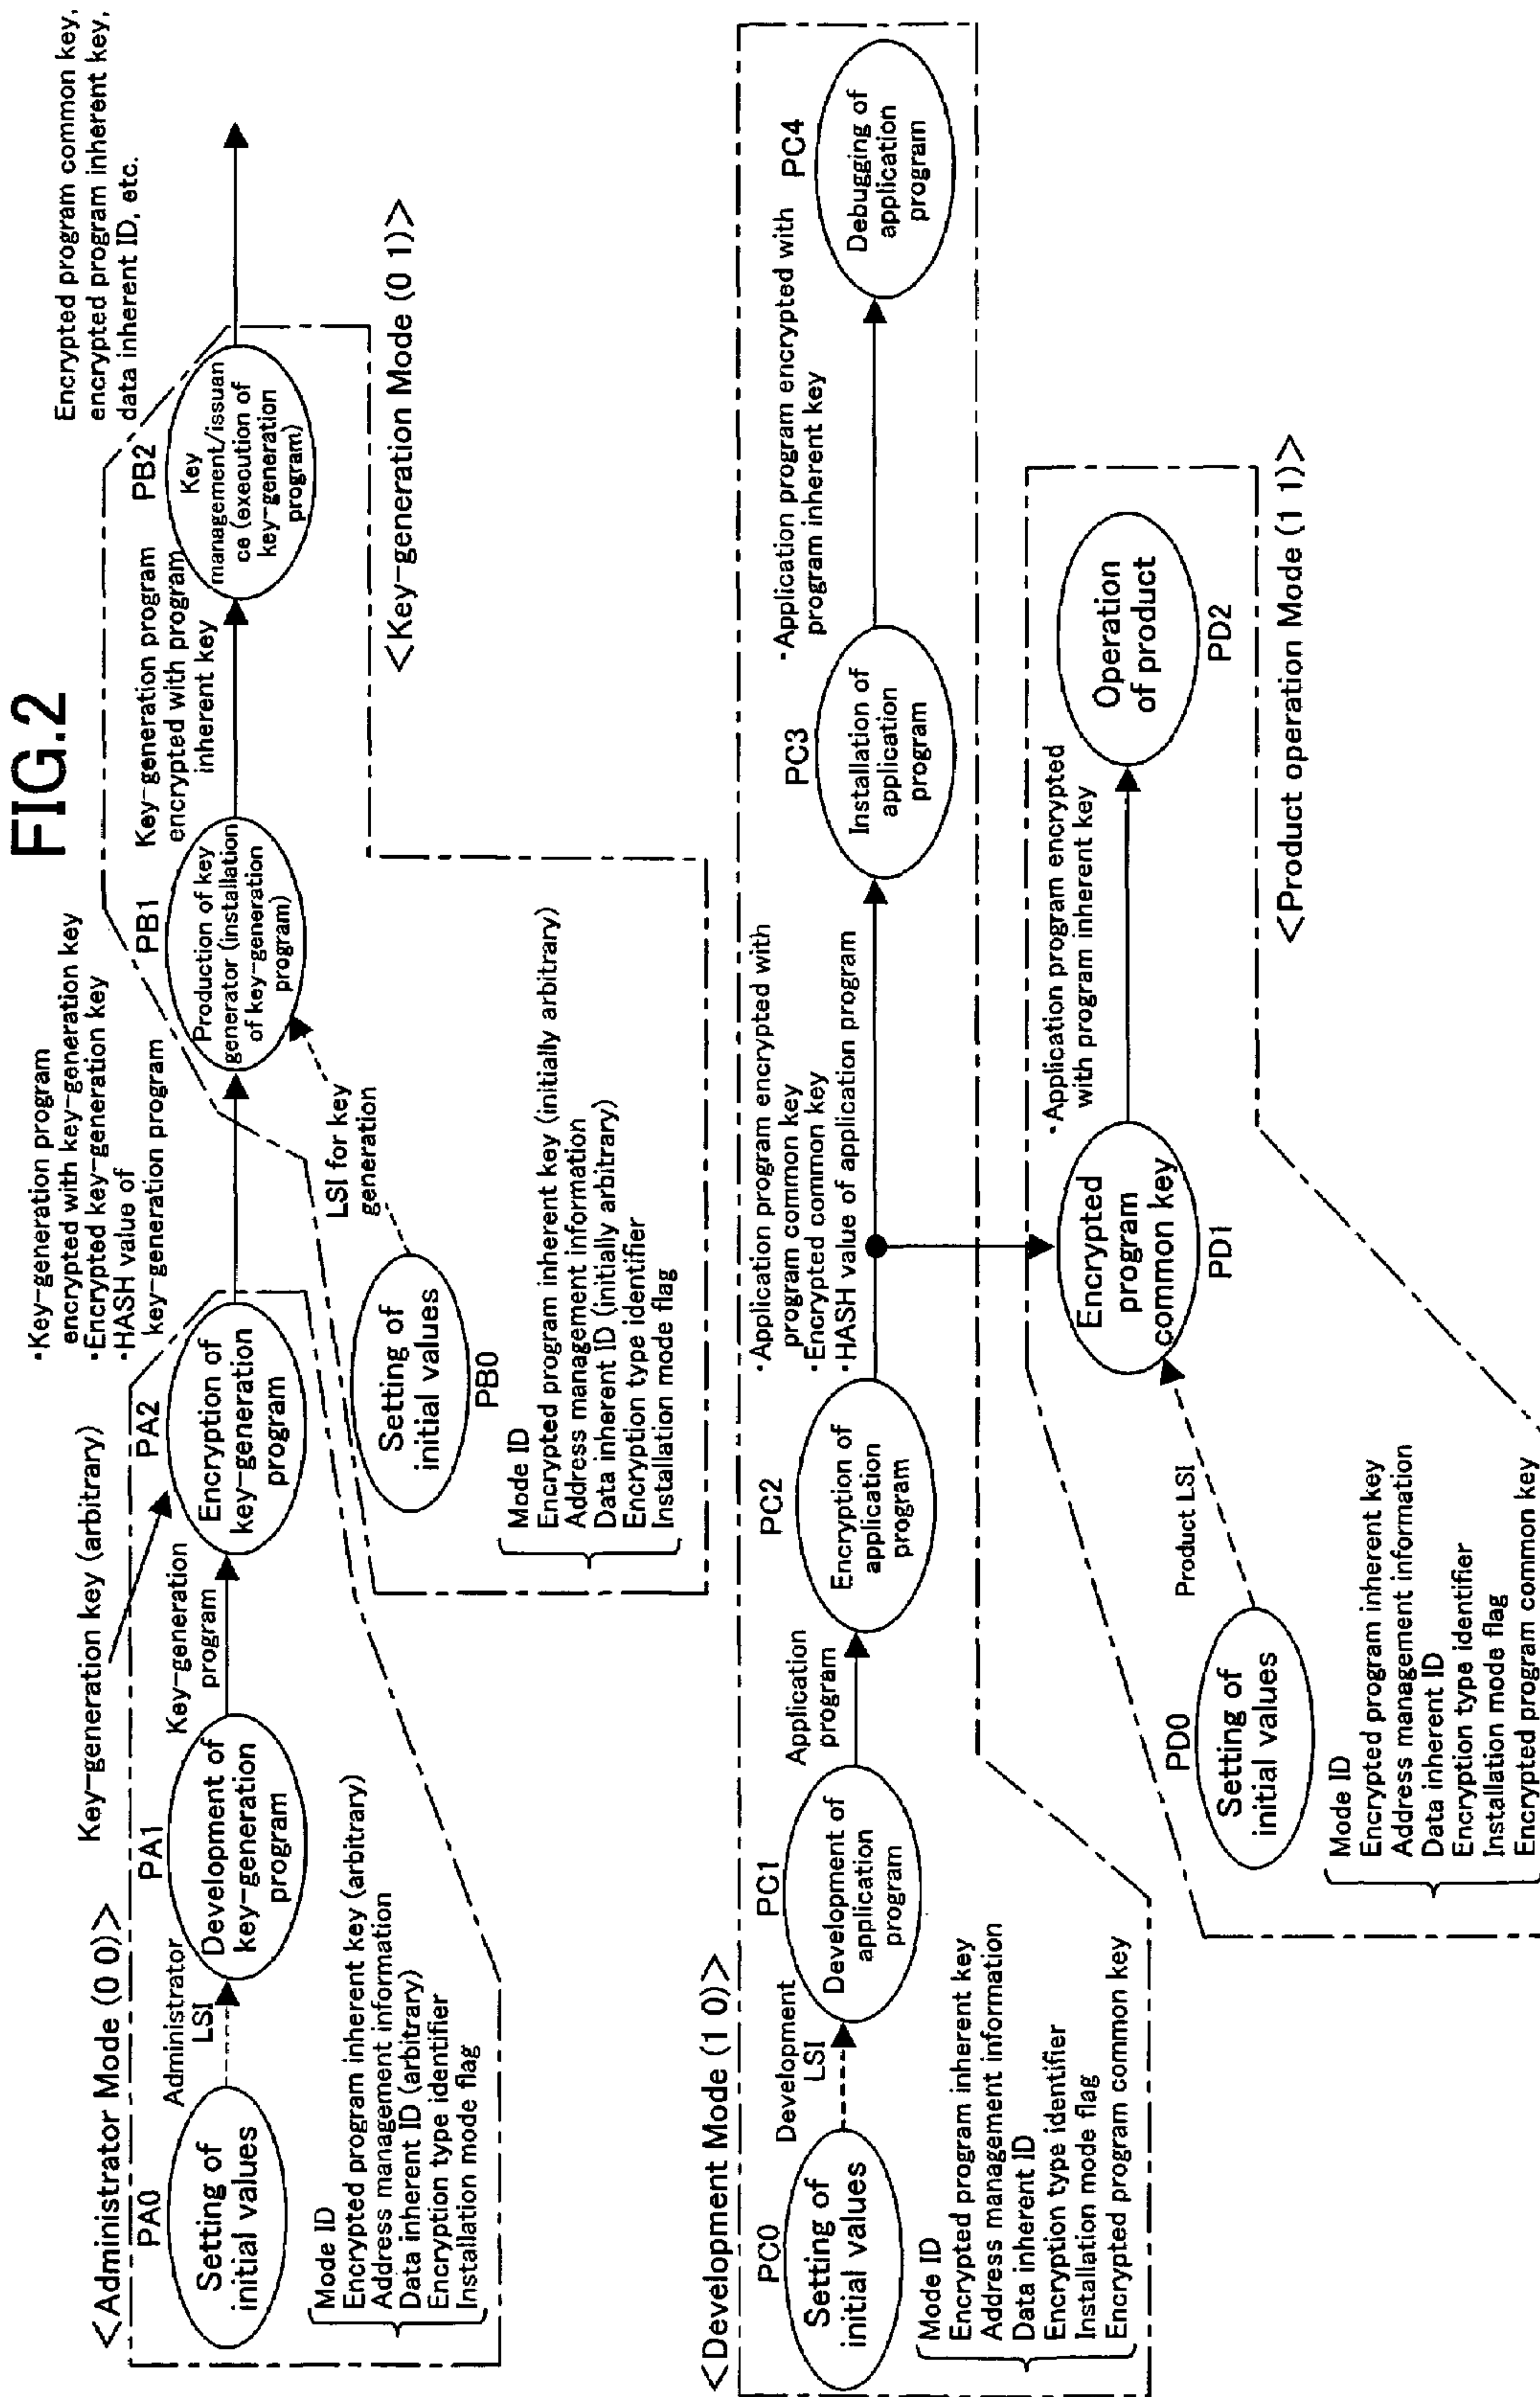 FIG.2
<Administrator Mode (0 0)>
PA0
Setting of
initial values
Administrator
LSI
Mode ID
Encrypted program inherent key (arbitrary)
Address management information
Data inherent ID (arbitrary)
Encryption type identifier
Installation mode flag
PA1
Development of
key-generation
program
Key-generation
program
Key-generation key (arbitrary)
PA2
Encryption of
key-generation
program
・Key-generation program
encrypted with key-generation key
・Encrypted key-generation key
・HASH value of
key-generation program
<Key-generation Mode (0 1)>
PB0
Setting of
initial values
LSI for key
generation
Mode ID
Encrypted program inherent key (initially arbitrary)
Address management information
Data inherent ID (initially arbitrary)
Encryption type identifier
Installation mode flag
PB1
Production of key
generator (installation
of key-generation
program)
Key-generation program
encrypted with program
inherent key
PB2
Key
management/issuan
ce (execution of
key-generation
program)
Encrypted program common key,
encrypted program inherent key,
data inherent ID, etc.
<Development Mode (1 0)>
PC0
Setting of
initial values
Development
LSI
Mode ID
Encrypted program inherent key
Address management information
Data inherent ID
Encryption type identifier
Installation mode flag
Encrypted program common key
PC1
Development of
application
program
Application
program
PC2
Encryption of
application
program
・Application program encrypted with
program common key
・Encrypted common key
・HASH value of application program
PC3
Installation of
application
program
・Application program encrypted with
program inherent key
PC4
Debugging of
application
program
<Product operation Mode (1 1)>
PD0
Setting of
initial values
Product LSI
Mode ID
Encrypted program inherent key
Address management information
Data inherent ID
Encryption type identifier
Installation mode flag
Encrypted program common key
Encrypted
program
common key
PD1
・Application program encrypted
with program inherent key
Operation
of product
PD2